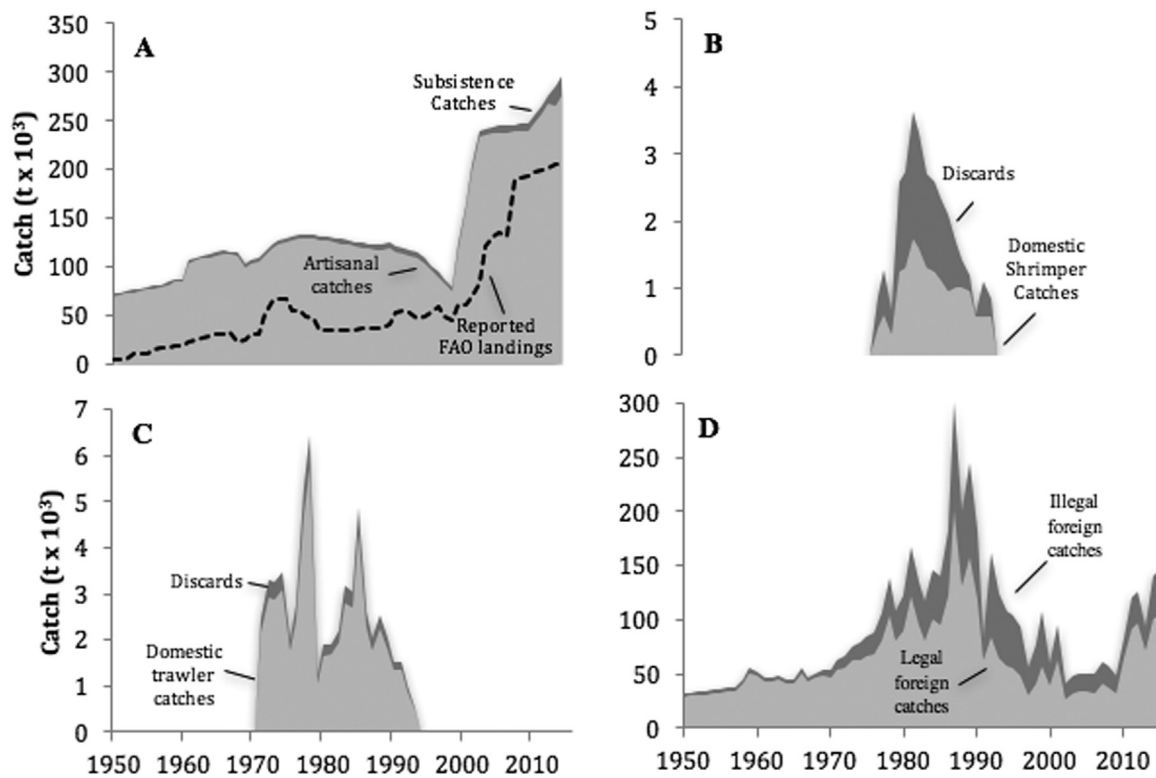 A
Catch (t x 10³)
350
300
250
200
150
100
50
0
Subsistence
Catches
Artisanal
catches
Reported
FAO landings
B
5
4
3
2
1
0
Discards
Domestic
Shrimper
Catches
C
Catch (t x 10³)
7
6
5
4
3
2
1
0
Discards
Domestic
trawler
catches
1950 1960 1970 1980 1990 2000 2010
D
300
250
200
150
100
50
0
Illegal
foreign
catches
Legal
foreign
catches
1950 1960 1970 1980 1990 2000 2010